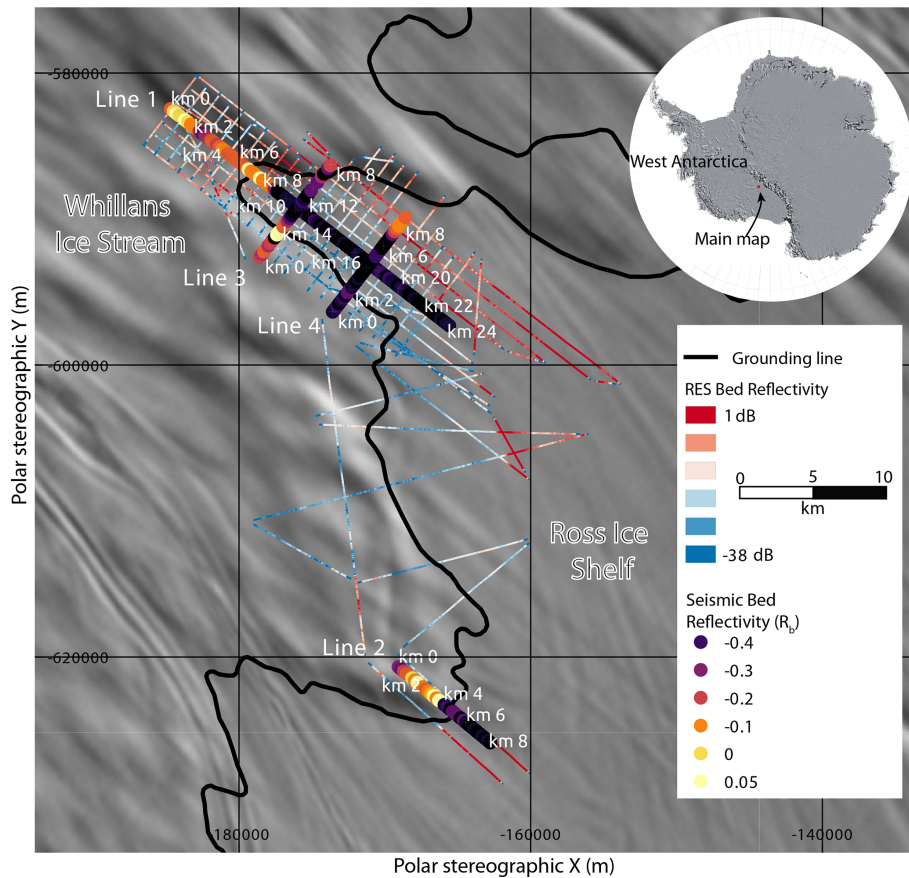 -580000
Line 1
km 0
km 2
km 4
km 6
km 8
km 8
West Antarctica
Main map
Whillans
Ice Stream
km 10
km 12
km 14
km 8
Line 3
km 0
km 16
km 6
km 20
Line 4
km 2
km 22
km 0
km 24
Grounding line
-600000
RES Bed Reflectivity
1 dB
0
5
10
km
-38 dB
Ross Ice
Shelf
Seismic Bed
Reflectivity (Rb)
-0.4
-0.3
-0.2
-0.1
0
0.05
Line 2
-620000
km 0
km 2
km 4
km 6
km 8
-180000
-160000
-140000
Polar stereographic X (m)
Polar stereographic Y (m)